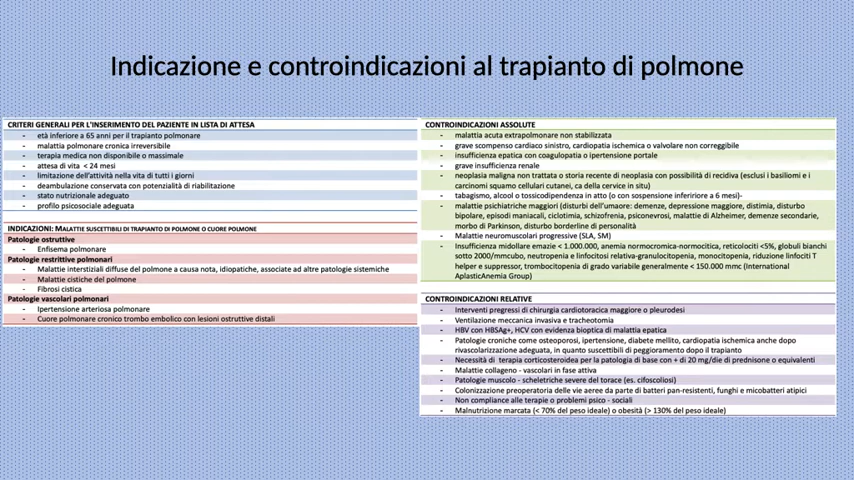 Indicazione e controindicazioni al trapianto di polmone
CRITERI GENERALI PER L'INSERIMENTO DEL PAZIENTE IN LISTA DI ATTESA
- età inferiore a 65 anni per il trapianto polmonare
- malattia polmonare cronica irreversibile
- terapia medica non disponibile o massimale
- attesa di vita < 24 mesi
- limitazione dell'attività nella vita di tutti i giorni
- deambulazione conservata con potenzialità di riabilitazione
- stato nutrizionale adeguato
- profilo psicosociale adeguata
INDICAZIONI: MALATTIE SUSCETTIBILI DI TRAPIANTO DI POLMONE O CUORE POLMONE
Patologie ostruttive
- Enfisema polmonare
Patologie restrittive polmonari
- Malattie interstiziali diffuse del polmone a causa nota, idiopatiche, associate ad altre patologie sistemiche
- Malattie cistiche del polmone
- Fibrosi cistica
Patologie vascolari polmonari
- Ipertensione arteriosa polmonare
- Cuore polmonare cronico trombo embolico con lesioni ostruttive distali
CONTROINDICAZIONI ASSOLUTE
- malattia acuta extrapolmonare non stabilizzata
- grave scompenso cardiaco sinistro, cardiopatia ischemica o valvolare non correggibile
- insufficienza epatica con coagulopatia o ipertensione portale
- grave insufficienza renale
- neoplasia maligna non trattata o storia recente di neoplasia con possibilità di recidiva (esclusi i basiliomi e i
carcinomi squamo cellulari cutanei, ca della cervice in situ)
- tabagismo, alcol o tossicodipendenza in atto (o con sospensione infeririore a 6 mesi)-
- malattie psichiatriche maggiori (disturbi dell'umaore: demenze, depressione maggiore, distimia, disturbo
bipolare, episodi maniacali, ciclotimia, schizofrenia, psiconevrosi, malattie di Alzheimer, demenze secondarie,
morbo di Parkinson, disturbo borderline di personalità
- Malattie neuromuscolari progressive (SLA, SM)
- Insufficienza midollare emazie < 1.000.000, anemia normocromica-normocitica, reticolociti <5%, globuli bianchi
sotto 2000/mmcubo, neutropenia e linfocitosi relativa-granulocitopenia, monocitopenia, riduzione linfociti T
helper e suppressor, trombocitopenia di grado variabile generalmente < 150.000 mmc (International
AplasticAnemia Group)
CONTROINDICAZIONI RELATIVE
- Interventi pregressi di chirurgia cardiotoracica maggiore o pleurodesi
- Ventilazione meccanica invasiva e tracheotomia
- HBV con HBSAg+, HCV con evidenza bioptica di malattia epatica
- Patologie croniche come osteoporosi, ipertensione, diabete mellito, cardiopatia ischemica anche dopo
rivascolarizzazione adeguata, in quanto suscettibili di peggioramento dopo il trapianto
- Necessità di terapia corticosteroidea per la patologia di base con + di 20 mg/die di prednisone o equivalenti
- Malattie collageno - vascolari in fase attiva
- Patologie muscolo - scheletriche severe del torace (es. cifoscoliosi)
- Colonizzazione preoperatoria delle vie aeree da parte di batteri pan-resistenti, funghi e micobatteri atipici
- Non compliance alle terapie o problemi psico - sociali
- Malnutrizione marcata (< 70% del peso ideale) o obesità (> 130% del peso ideale)